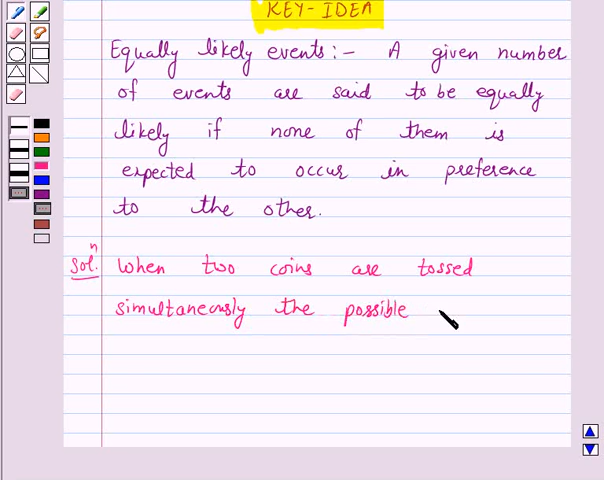 KEY-IDEA
Equally likely events:- A given number
of events are said to be equally
likely if none of them is
expected to occur in preference
to the other.
Solⁿ. When two coins are tossed
simultaneously the possible